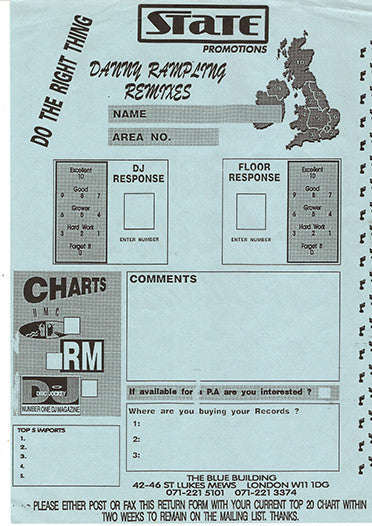 STATE
PROMOTIONS
DO THE RIGHT THING
DANNY RAMPLING
REMIXES
NAME
AREA NO.
DJ
RESPONSE
Excellent
10
Good
9 8 7
Grower
6 5 4
Hard Work
3 2 1
Forget It
0
ENTER NUMBER
FLOOR
RESPONSE
Excellent
10
Good
9 8 7
Grower
6 5 4
Hard Work
3 2 1
Forget It
0
ENTER NUMBER
CHARTS
DMC
RM
DJ
DISC JOCKEY
NUMBER ONE DJ MAGAZINE
COMMENTS
If available for a P.A are you interested ?
TOP 5 IMPORTS
1.
2.
3.
4.
5.
Where are you buying your Records ?
1:
2:
3:
THE BLUE BUILDING
42-46 ST LUKES MEWS LONDON W11 1DG
071-221 5101 071-221 3374
PLEASE EITHER POST OR FAX THIS RETURN FORM WITH YOUR CURRENT TOP 20 CHART WITHIN
TWO WEEKS TO REMAIN ON THE MAILING LIST. THANKS.